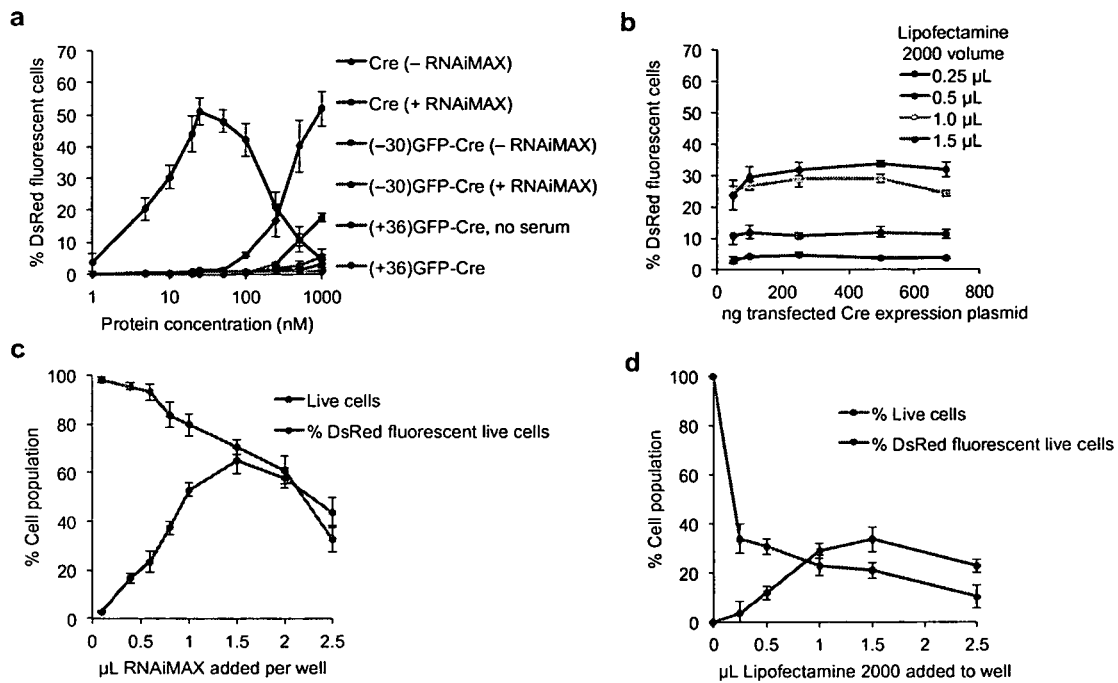 a
70
60
50
40
30
20
10
0
% DsRed fluorescent cells
1
10
100
1000
Protein concentration (nM)
Cre (– RNAiMAX)
Cre (+ RNAiMAX)
(–30)GFP-Cre (– RNAiMAX)
(–30)GFP-Cre (+ RNAiMAX)
(+36)GFP-Cre, no serum
(+36)GFP-Cre
b
70
60
50
40
30
20
10
0
% DsRed fluorescent cells
0
200
400
600
800
ng transfected Cre expression plasmid
Lipofectamine
2000 volume
0.25 µL
0.5 µL
1.0 µL
1.5 µL
c
100
80
60
40
20
0
% Cell population
0
0.5
1
1.5
2
2.5
µL RNAiMAX added per well
Live cells
% DsRed fluorescent live cells
d
100
80
60
40
20
0
% Cell population
0
0.5
1
1.5
2
2.5
µL Lipofectamine 2000 added to well
% Live cells
% DsRed fluorescent live cells